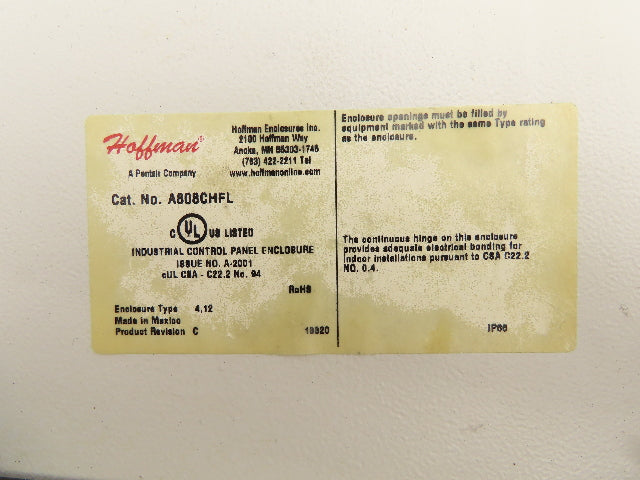 Hoffman®
A Pentair Company
Hoffman Enclosures Inc.
2100 Hoffman Way
Anoka, MN 55303-1745
(763) 422-2211 Tel
www.hoffmanonline.com
Cat. No. A808CHFL
C UL US LISTED
INDUSTRIAL CONTROL PANEL ENCLOSURE
ISSUE NO. A-2001
cUL CSA - C22.2 No. 94
RoHS
Enclosure Type 4,12
Made in Mexico
Product Revision C
Enclosure openings must be filled by
equipment marked with the same Type rating
as the enclosure.
The continuous hinge on this enclosure
provides adequate electrical bonding for
indoor installations pursuant to CSA C22.2
NO. 0.4.
IP66